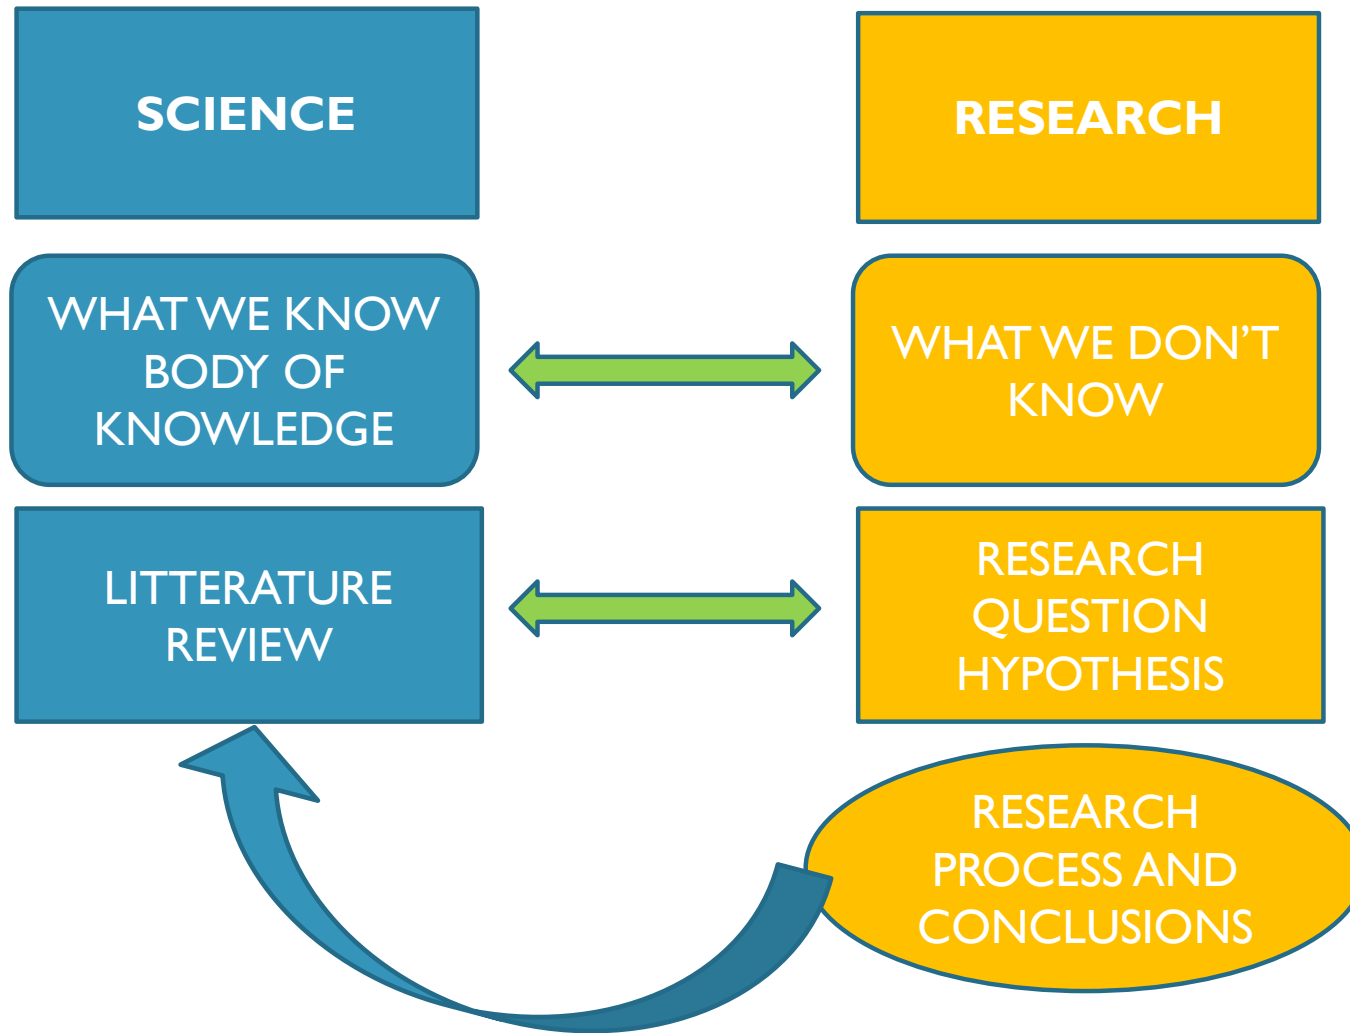 SCIENCE
RESEARCH
WHAT WE KNOW
BODY OF
KNOWLEDGE
WHAT WE DON’T
KNOW
LITTERATURE
REVIEW
RESEARCH
QUESTION
HYPOTHESIS
RESEARCH
PROCESS AND
CONCLUSIONS